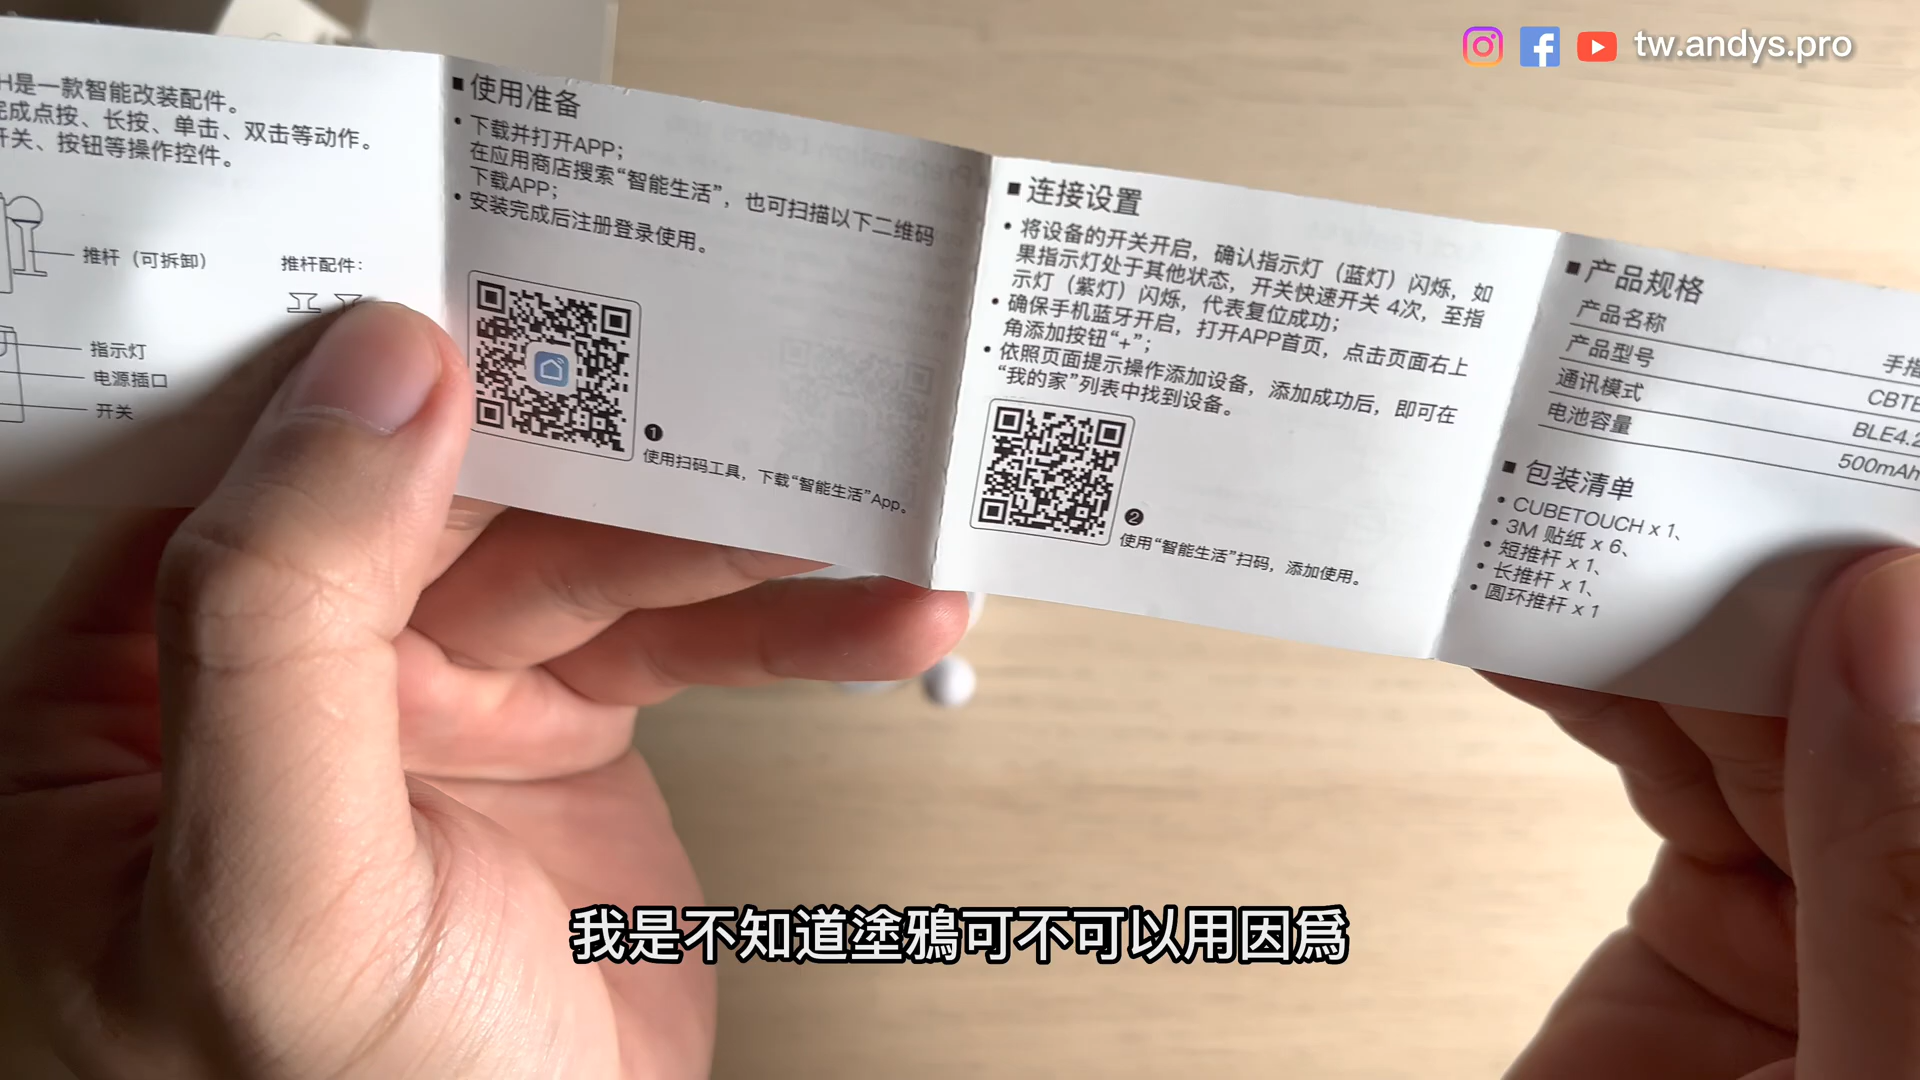 tw.andys.pro
H是一款智能改装配件。
完成点按、长按、单击、双击等动作。
开关、按钮等操作控件。
推杆（可拆卸）
推杆配件：
指示灯
电源插口
开关
■ 使用准备
• 下载并打开APP；
在应用商店搜索“智能生活”，也可扫描以下二维码
下载APP；
• 安装完成后注册登录使用。
❶
使用扫码工具，下载“智能生活”App。
■ 连接设置
• 将设备的开关开启，确认指示灯（蓝灯）闪烁，如
果指示灯处于其他状态，开关快速开关 4次，至指
示灯（紫灯）闪烁，代表复位成功；
• 确保手机蓝牙开启，打开APP首页，点击页面右上
角添加按钮“+”；
• 依照页面提示操作添加设备，添加成功后，即可在
“我的家”列表中找到设备。
❷
使用“智能生活”扫码，添加使用。
■ 产品规格
产品名称 手指
产品型号 CBTE
通讯模式 BLE4.2
电池容量 500mAh
■ 包装清单
• CUBETOUCH x 1、
• 3M 贴纸 x 6、
• 短推杆 x 1、
• 长推杆 x 1、
• 圆环推杆 x 1
我是不知道塗鴉可不可以用因爲